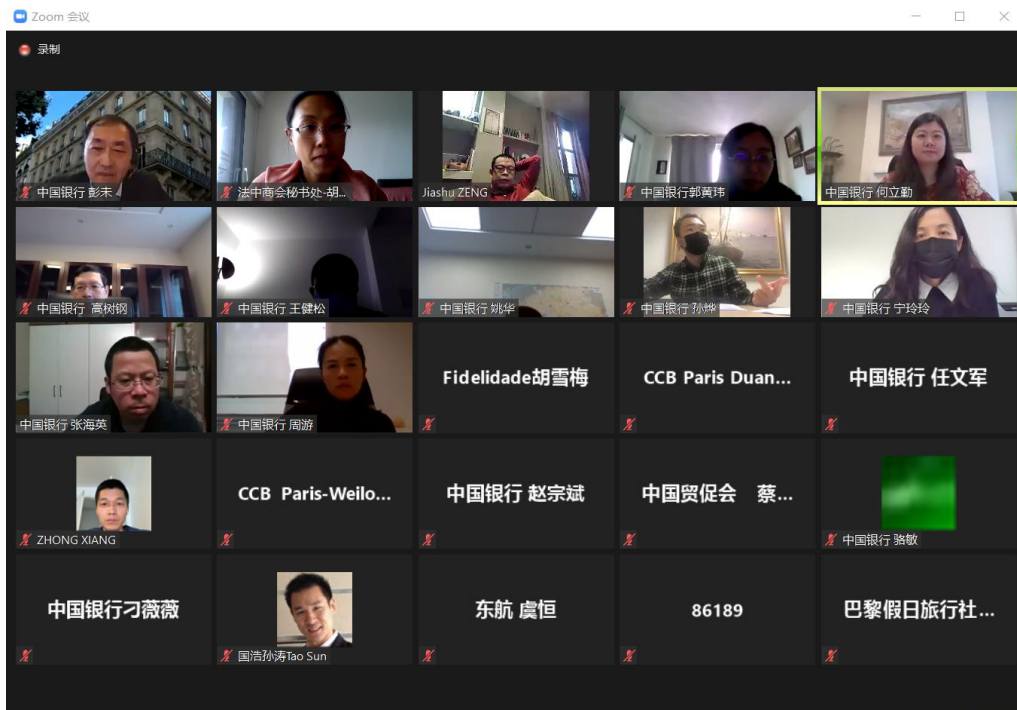 Zoom 会议
录制
中国银行 彭未
法中商会秘书处-胡...
Jiashu ZENG
中国银行郭黄玮
中国银行 何立勤
中国银行 高树钢
中国银行 王健松
中国银行 姚华
中国银行 孙烨
中国银行 宁玲玲
中国银行 张海英
中国银行 周游
Fidelidade胡雪梅
CCB Paris Duan...
中国银行 任文军
ZHONG XIANG
CCB Paris-Weilo...
中国银行 赵宗斌
中国贸促会 蔡...
中国银行 骆敏
中国银行刁薇薇
国浩孙涛Tao Sun
东航 虞恒
86189
巴黎假日旅行社...